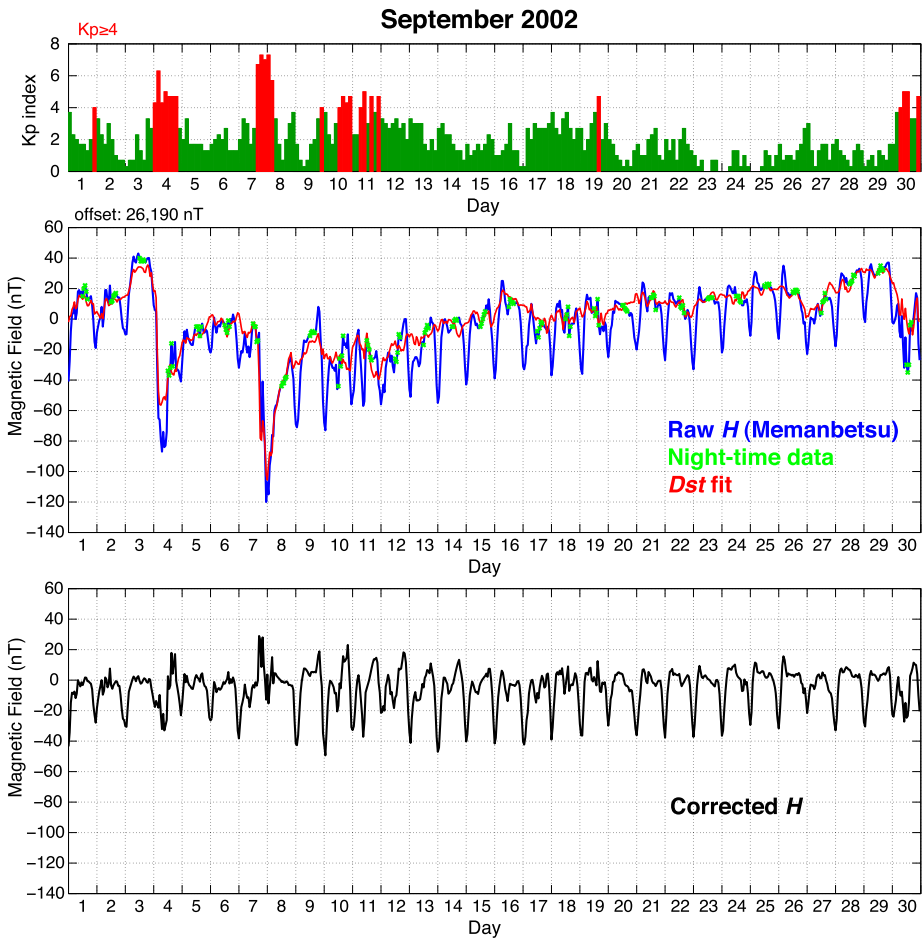 September 2002
Kp≥4
8
6
4
2
0
Kp index
1 2 3 4 5 6 7 8 9 10 11 12 13 14 15 16 17 18 19 20 21 22 23 24 25 26 27 28 29 30
Day
offset: 26,190 nT
60
40
20
0
−20
−40
−60
−80
−100
−120
−140
Magnetic Field (nT)
Raw H (Memanbetsu)
Night-time data
Dst fit
1 2 3 4 5 6 7 8 9 10 11 12 13 14 15 16 17 18 19 20 21 22 23 24 25 26 27 28 29 30
Day
60
40
20
0
−20
−40
−60
−80
−100
−120
−140
Magnetic Field (nT)
Corrected H
1 2 3 4 5 6 7 8 9 10 11 12 13 14 15 16 17 18 19 20 21 22 23 24 25 26 27 28 29 30
Day